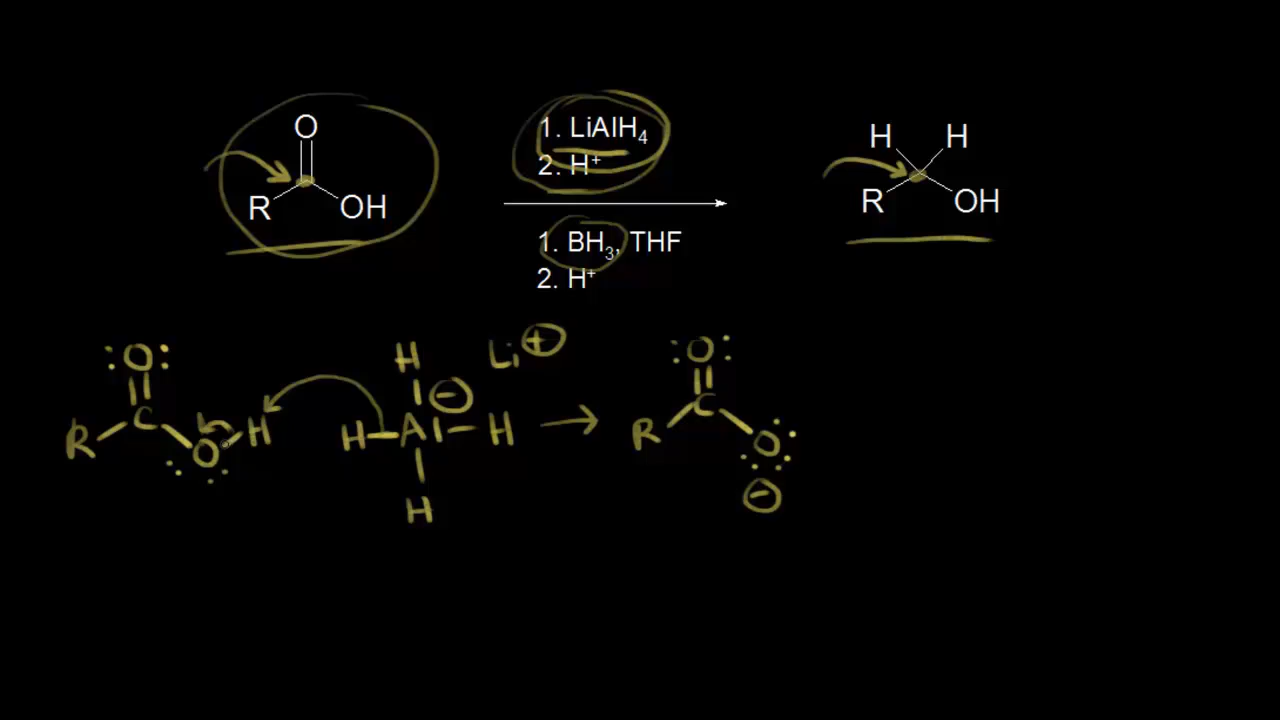 O
R OH
1. LiAlH₄
2. H⁺
1. BH₃, THF
2. H⁺
H H
R OH
O
R C O H
H
H Al H
H
Li +
−
O
R C O
−